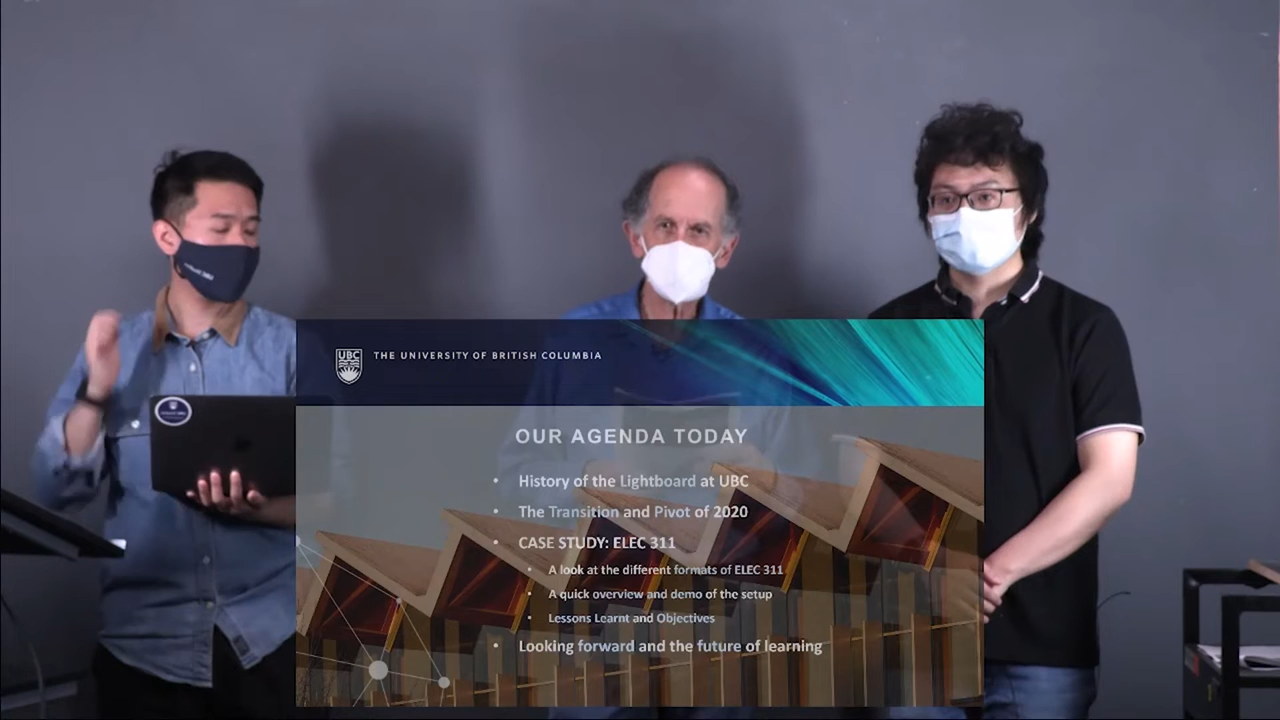 UBC
THE UNIVERSITY OF BRITISH COLUMBIA
OUR AGENDA TODAY
• History of the Lightboard at UBC
• The Transition and Pivot of 2020
• CASE STUDY: ELEC 311
• A look at the different formats of ELEC 311
• A quick overview and demo of the setup
• Lessons Learnt and Objectives
• Looking forward and the future of learning